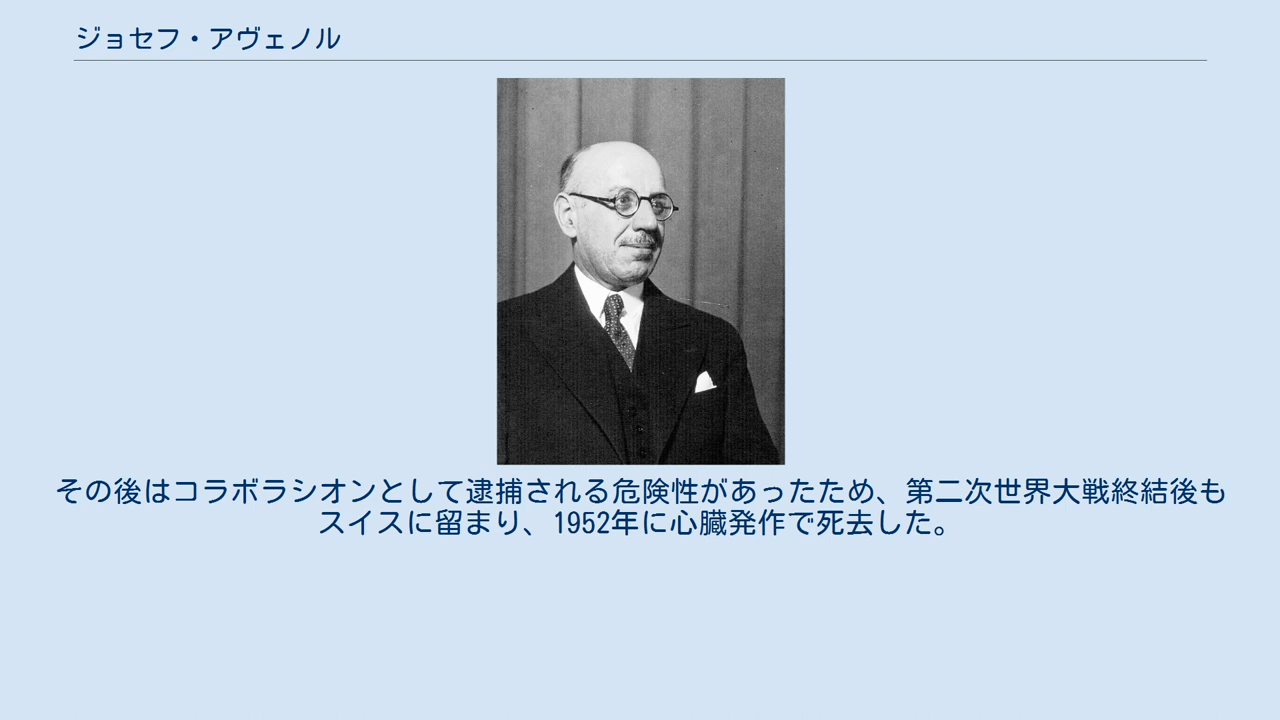 ジョセフ・アヴェノル
その後はコラボラシオンとして逮捕される危険性があったため、第二次世界大戦終結後も
スイスに留まり、1952年に心臓発作で死去した。